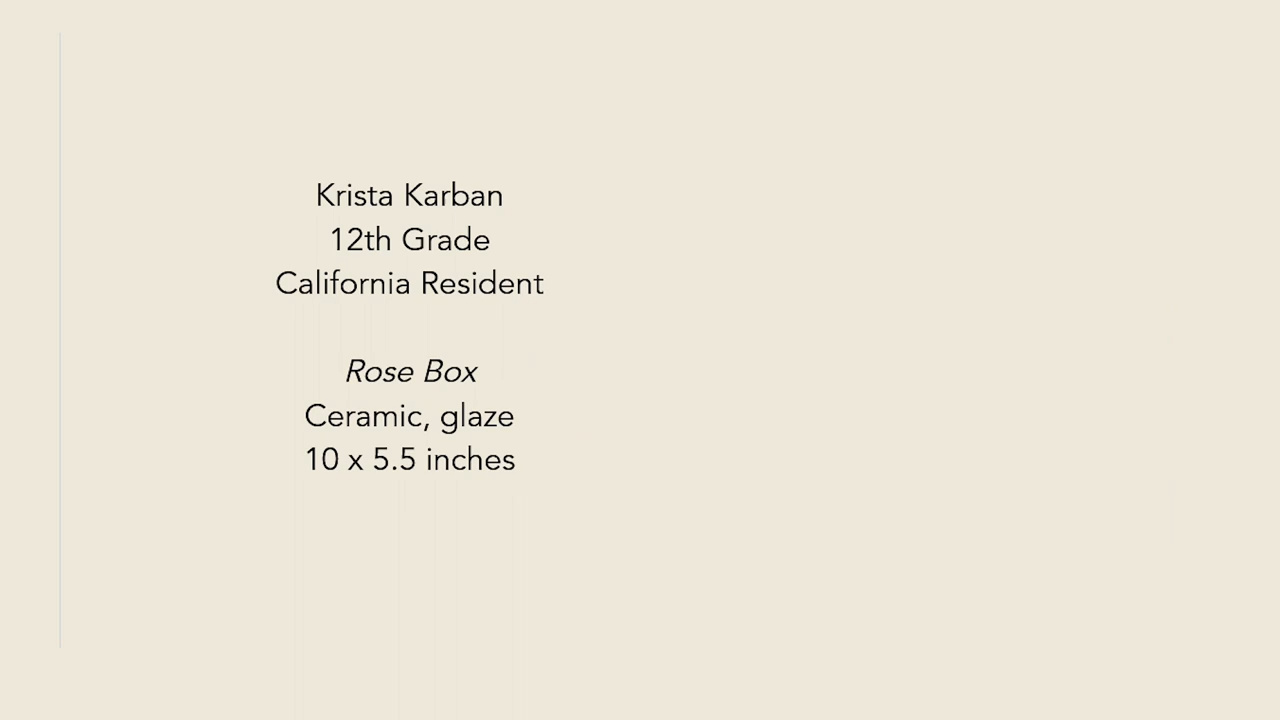 Krista Karban
12th Grade
California Resident
Rose Box
Ceramic, glaze
10 x 5.5 inches